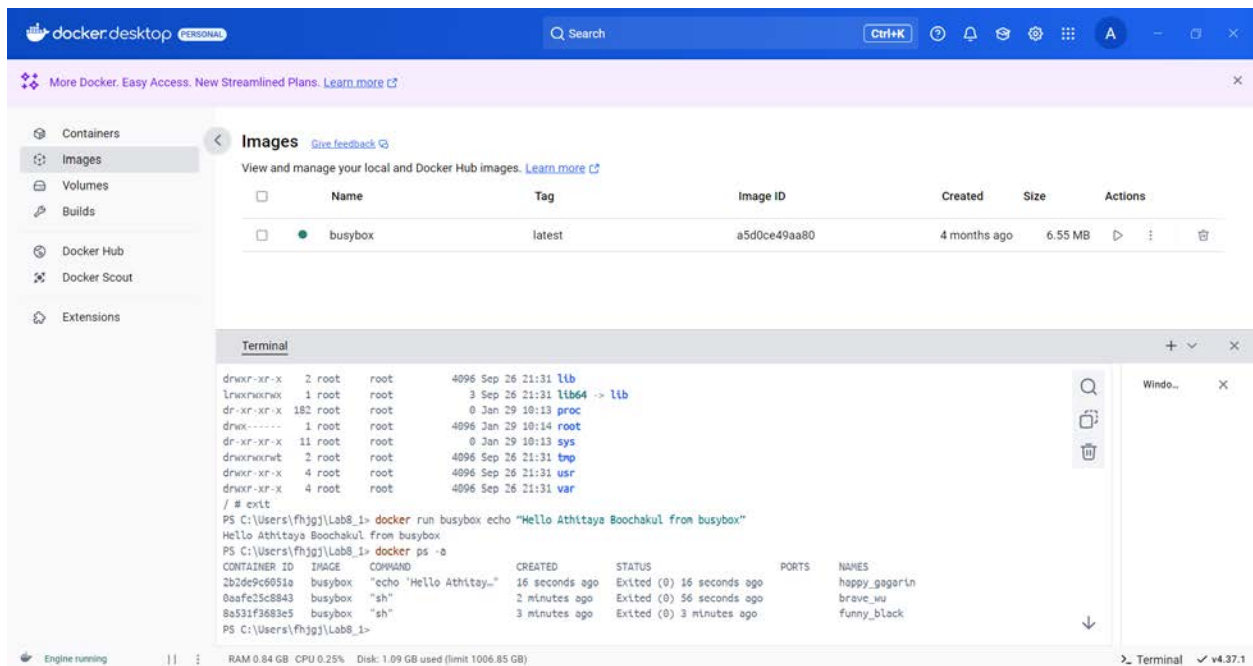 docker.desktop PERSONAL Search Ctrl+K A
More Docker. Easy Access. New Streamlined Plans. Learn more
Containers
Images
Volumes
Builds
Docker Hub
Docker Scout
Extensions
Images Give feedback
View and manage your local and Docker Hub images. Learn more
Name Tag Image ID Created Size Actions
busybox latest a5d0ce49aa80 4 months ago 6.55 MB
Terminal
Windo...
drwxr-xr-x 2 root root 4096 Sep 26 21:31 lib
lrwxrwxrwx 1 root root 3 Sep 26 21:31 lib64 -> lib
dr-xr-xr-x 182 root root 0 Jan 29 10:13 proc
drwx------ 1 root root 4096 Jan 29 10:14 root
dr-xr-xr-x 11 root root 0 Jan 29 10:13 sys
drwxrwxrwt 2 root root 4096 Sep 26 21:31 tmp
drwxr-xr-x 4 root root 4096 Sep 26 21:31 usr
drwxr-xr-x 4 root root 4096 Sep 26 21:31 var
/ # exit
PS C:\Users\fhjgj\Lab8_1> docker run busybox echo "Hello Athitaya Boochakul from busybox"
Hello Athitaya Boochakul from busybox
PS C:\Users\fhjgj\Lab8_1> docker ps -a
CONTAINER ID IMAGE COMMAND CREATED STATUS PORTS NAMES
2b2de9c6051a busybox "echo 'Hello Athitay…" 16 seconds ago Exited (0) 16 seconds ago happy_gagarin
0aafe25c8843 busybox "sh" 2 minutes ago Exited (0) 56 seconds ago brave_wu
8a531f3683e5 busybox "sh" 3 minutes ago Exited (0) 3 minutes ago funny_black
PS C:\Users\fhjgj\Lab8_1>
Engine running RAM 0.84 GB CPU 0.25% Disk: 1.09 GB used (limit 1006.85 GB) Terminal v4.37.1